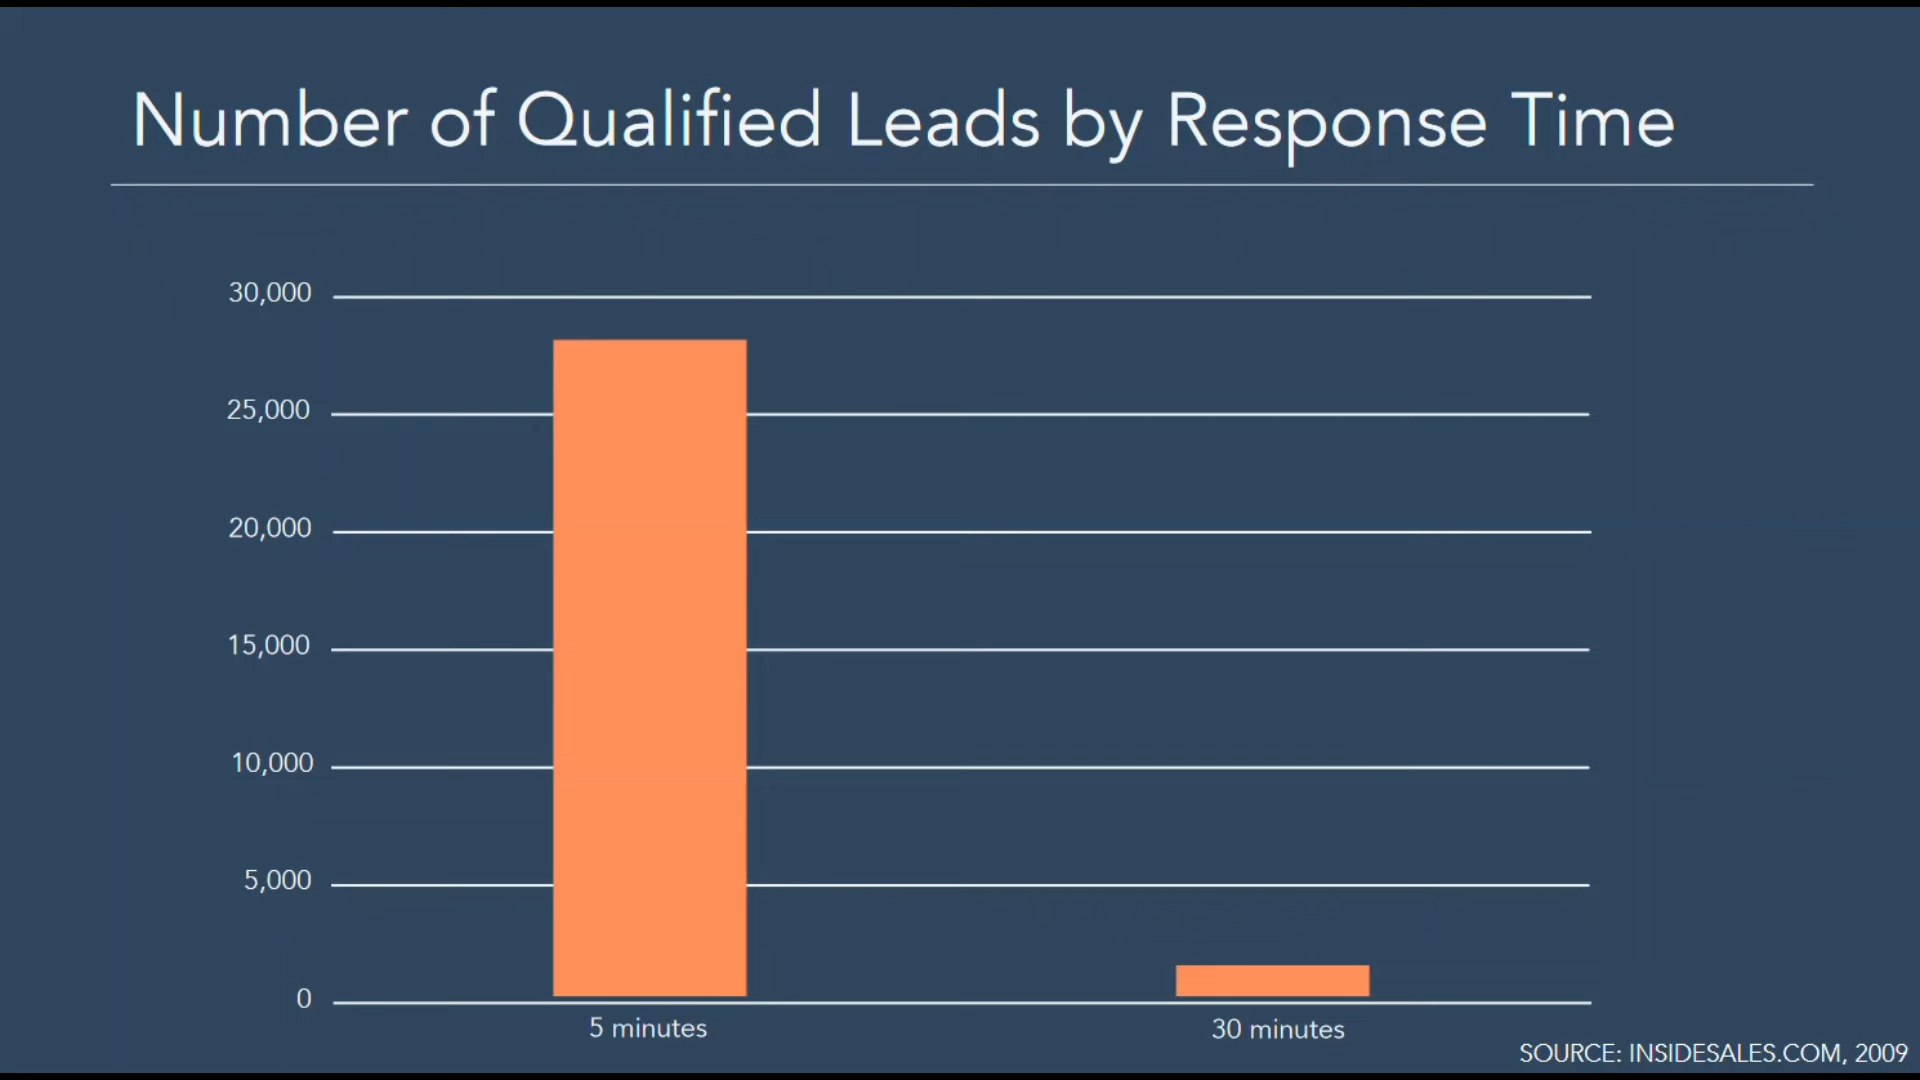 Number of Qualified Leads by Response Time
30,000
25,000
20,000
15,000
10,000
5,000
0
5 minutes
30 minutes
SOURCE: INSIDESALES.COM, 2009